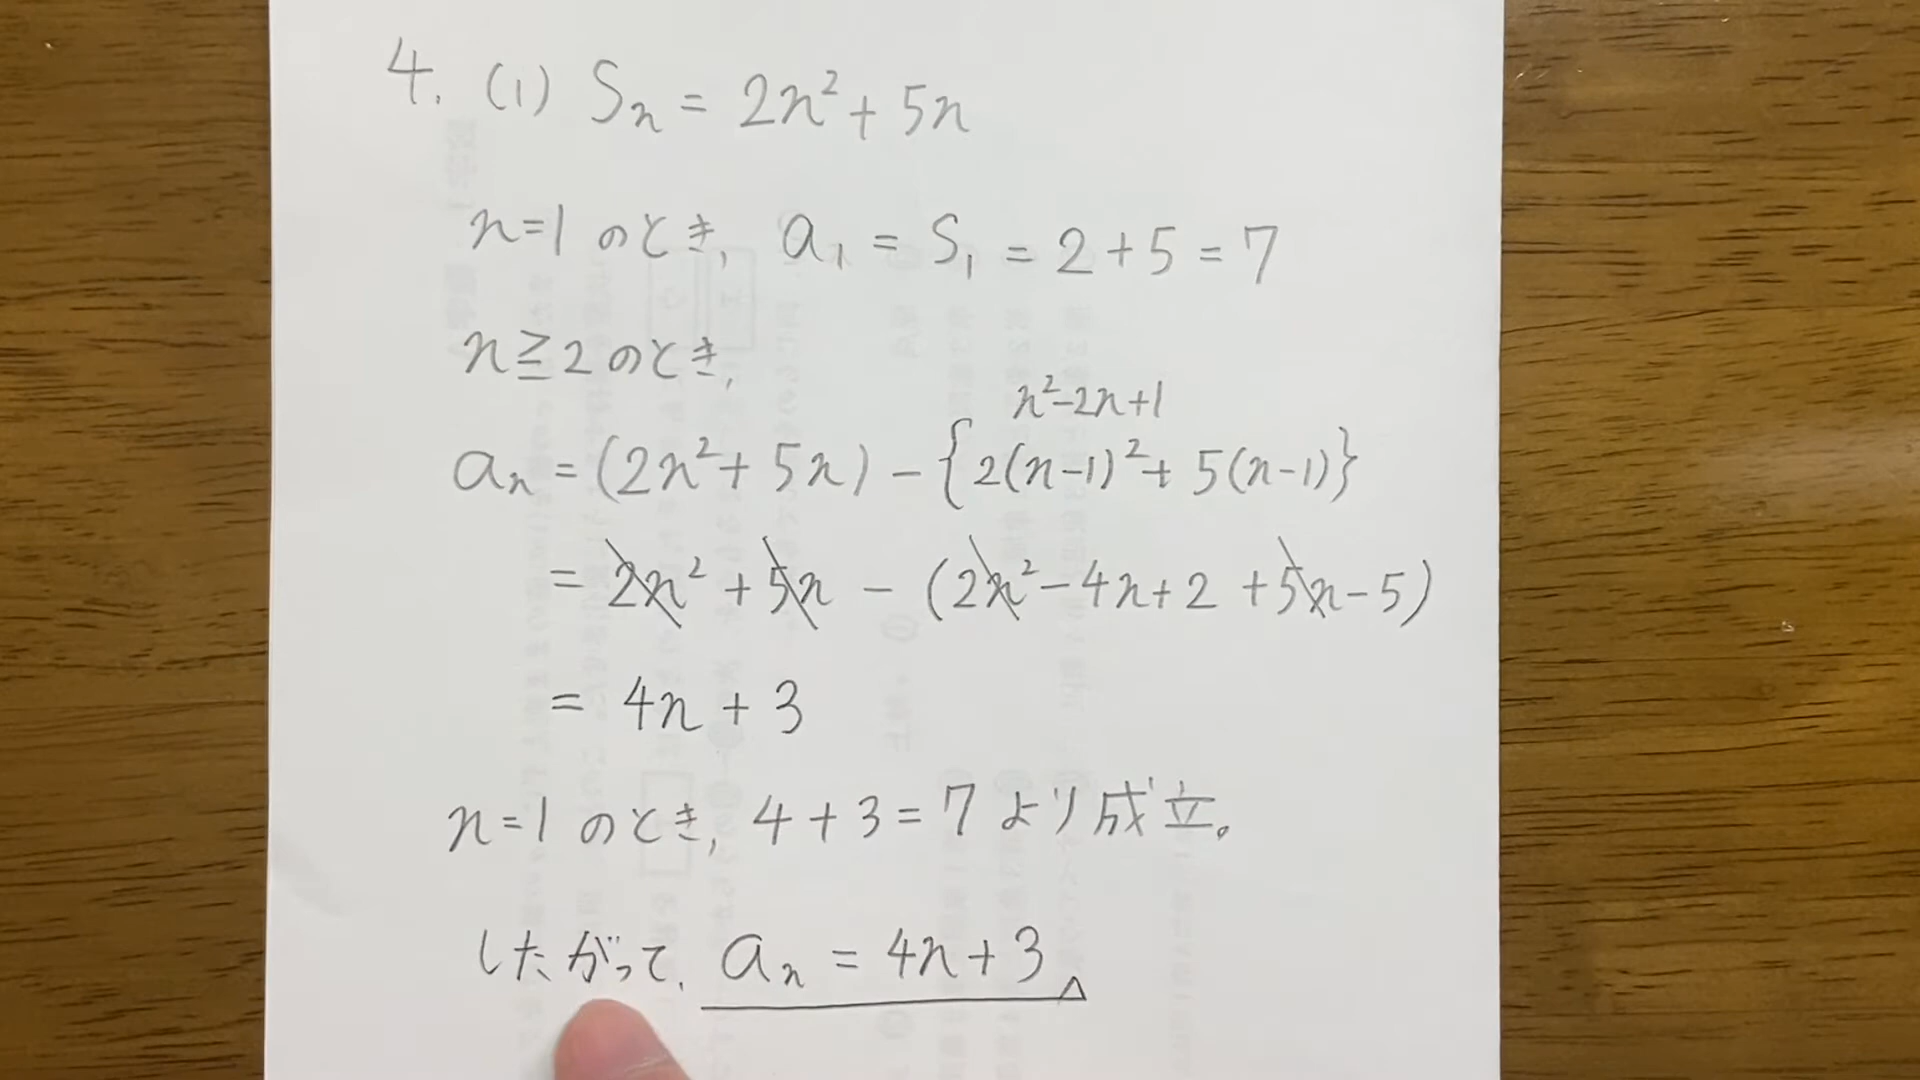 4. (1) Sₙ = 2n² + 5n
n=1 のとき, a₁ = S₁ = 2+5 = 7
n≧2のとき,
n²-2n+1
aₙ = (2n²+ 5n) - {2(n-1)²+ 5(n-1)}
= 2n² + 5n - (2n²-4n+2 +5n-5)
= 4n + 3
n=1 のとき, 4+3=7 より成立。
したがって, aₙ = 4n+3